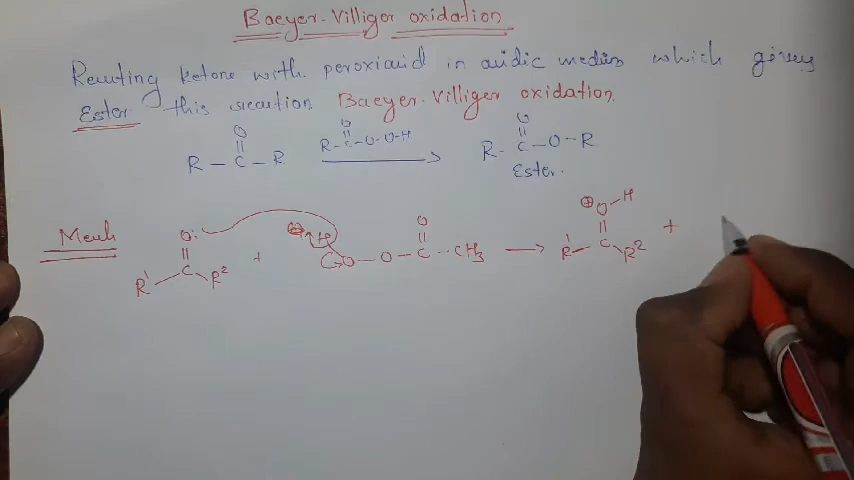 Baeyer-Villiger oxidation
Reacting ketone with peroxiacid in acidic medium which gives
Ester this reaction Baeyer-Villiger oxidation.
O
||
R - C - R
O
||
R - C - O - O - H
O
||
R - C - O - R
Ester.
Mech
O:
||
C
R¹ R²
+
⊖ H
O - O - C - CH3
||
O
⊕ O - H
||
C
R¹ R²
+